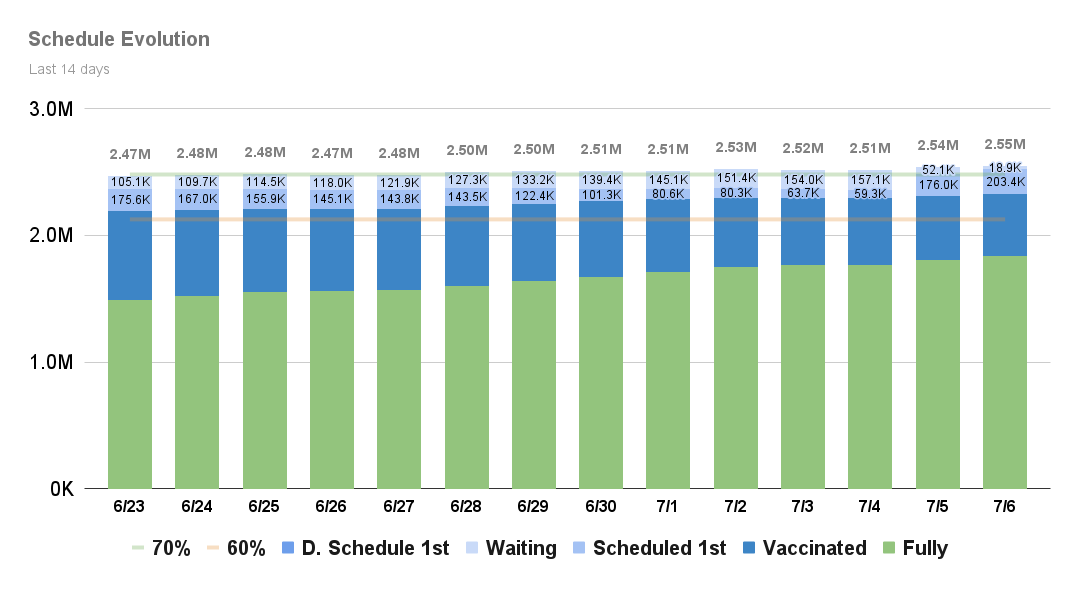 Schedule Evolution
Last 14 days
3.0M
2.47M 2.48M 2.48M 2.47M 2.48M 2.50M 2.50M 2.51M 2.51M 2.53M 2.52M 2.51M 2.54M 2.55M
105.1K 109.7K 114.5K 118.0K 121.9K 127.3K 133.2K 139.4K 145.1K 151.4K 154.0K 157.1K 52.1K 18.9K
175.6K 167.0K 155.9K 145.1K 143.8K 143.5K 122.4K 101.3K 80.6K 80.3K 63.7K 59.3K 176.0K 203.4K
2.0M
1.0M
0K
6/23 6/24 6/25 6/26 6/27 6/28 6/29 6/30 7/1 7/2 7/3 7/4 7/5 7/6
70% 60% D. Schedule 1st Waiting Scheduled 1st Vaccinated Fully